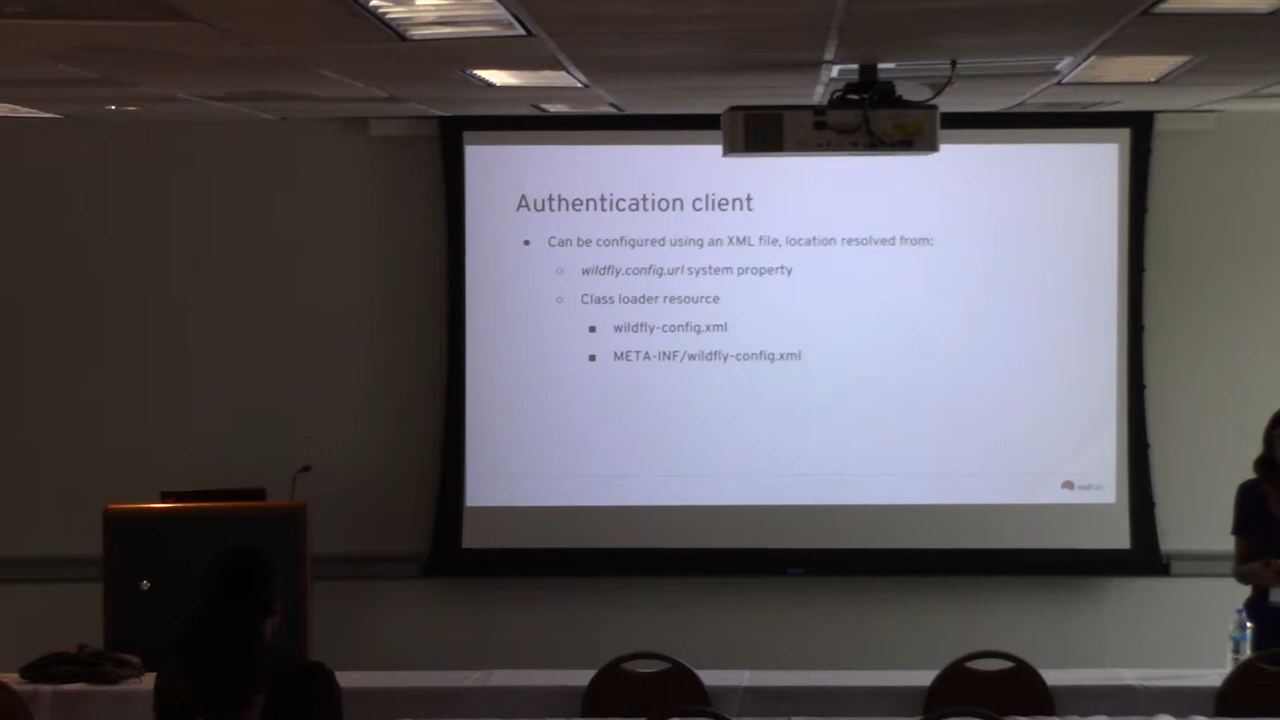 Authentication client
● Can be configured using an XML file, location resolved from:
○ wildfly.config.url system property
○ Class loader resource
■ wildfly-config.xml
■ META-INF/wildfly-config.xml